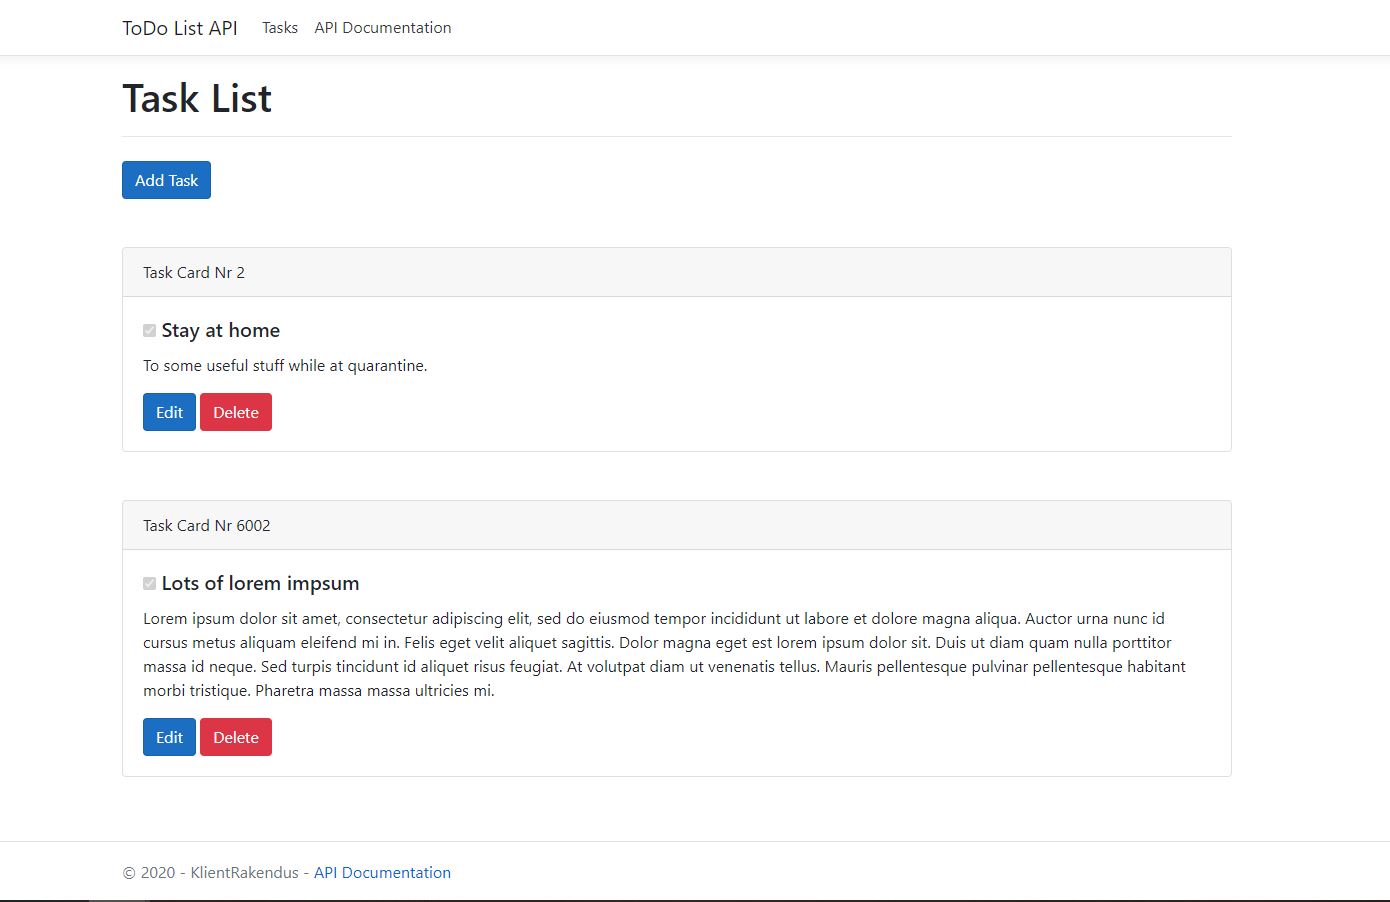 ToDo List API Tasks API Documentation
Task List
Add Task
Task Card Nr 2
Stay at home
To some useful stuff while at quarantine.
Edit Delete
Task Card Nr 6002
Lots of lorem impsum
Lorem ipsum dolor sit amet, consectetur adipiscing elit, sed do eiusmod tempor incididunt ut labore et dolore magna aliqua. Auctor urna nunc id
cursus metus aliquam eleifend mi in. Felis eget velit aliquet sagittis. Dolor magna eget est lorem ipsum dolor sit. Duis ut diam quam nulla porttitor
massa id neque. Sed turpis tincidunt id aliquet risus feugiat. At volutpat diam ut venenatis tellus. Mauris pellentesque pulvinar pellentesque habitant
morbi tristique. Pharetra massa massa ultricies mi.
Edit Delete
© 2020 - KlientRakendus - API Documentation